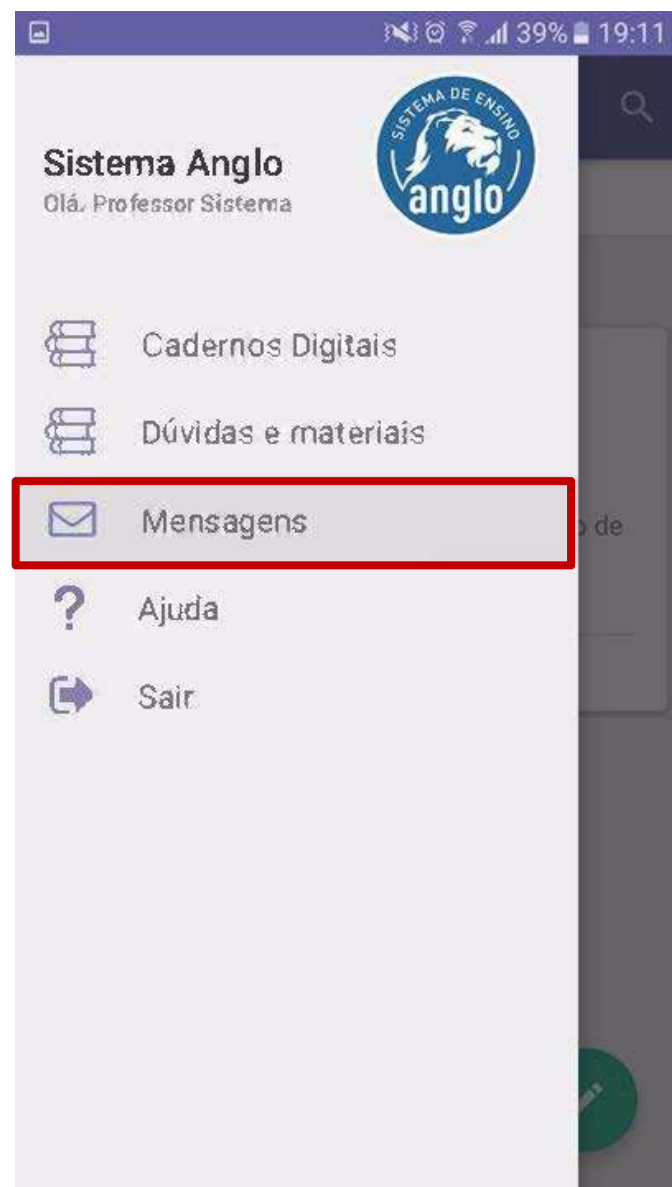 39% 19:11
SISTEMA DE ENSINO
anglo
Sistema Anglo
Olá, Professor Sistema
Cadernos Digitais
Dúvidas e materiais
Mensagens
de
Ajuda
Sair